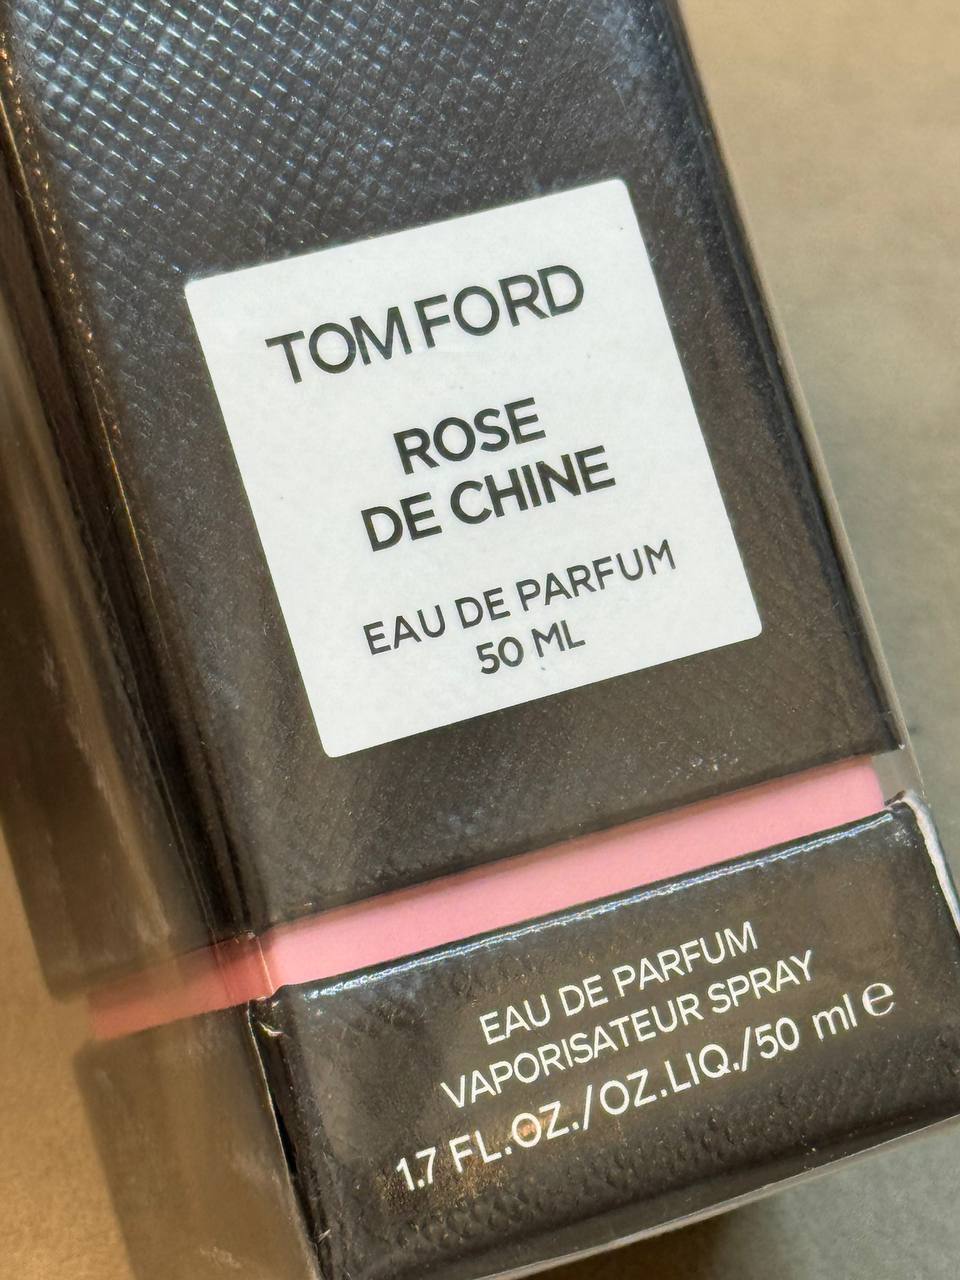 TOM FORD
ROSE
DE CHINE
EAU DE PARFUM
50 ML
EAU DE PARFUM
VAPORISATEUR SPRAY
1.7 FL.OZ./OZ.LIQ./50 ml ℮